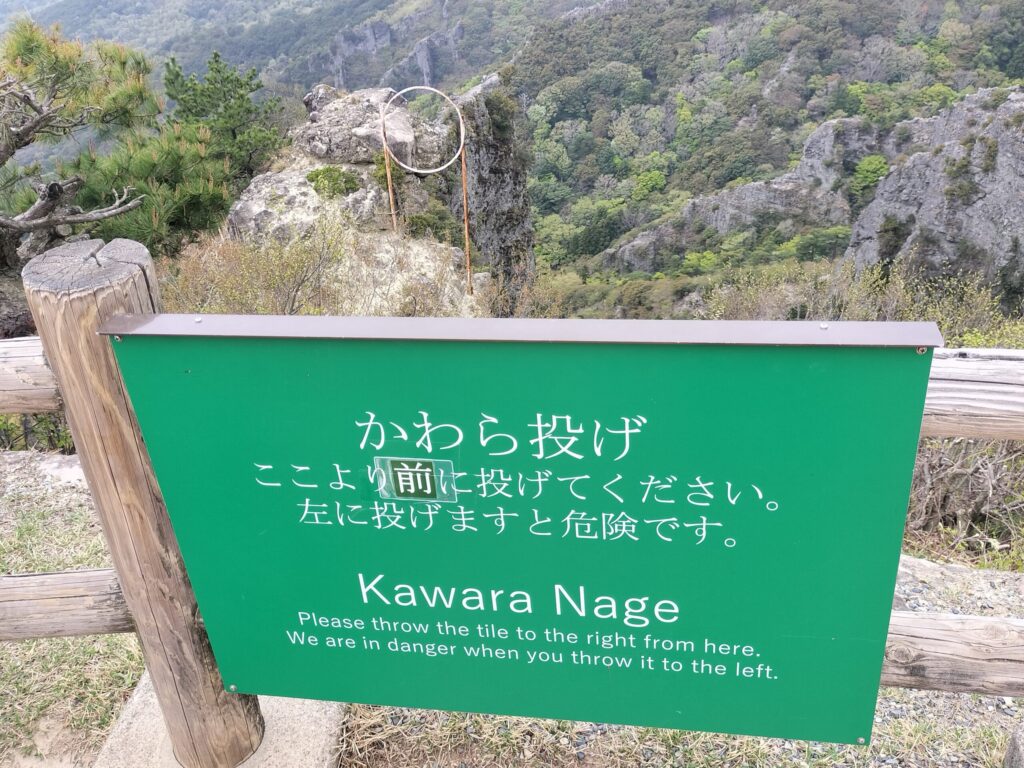 かわら投げ
ここより前に投げてください。
左に投げますと危険です。
Kawara Nage
Please throw the tile to the right from here.
We are in danger when you throw it to the left.